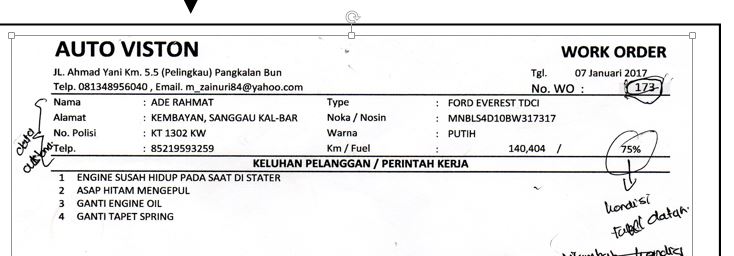 AUTO VISTON
WORK ORDER
JL. Ahmad Yani Km. 5.5 (Pelingkau) Pangkalan Bun
Tgl. 07 Januari 2017
Telp. 081348956040 , Email. m_zainuri84@yahoo.com
No. WO : 173
Nama : ADE RAHMAT Type : FORD EVEREST TDCI
Alamat : KEMBAYAN, SANGGAU KAL-BAR Noka / Nosin : MNBLS4D10BW317317
No. Polisi : KT 1302 KW Warna : PUTIH
Telp. : 85219593259 Km / Fuel : 140,404 / 75%
data
KELUHAN PELANGGAN / PERINTAH KERJA
1 ENGINE SUSAH HIDUP PADA SAAT DI STATER
2 ASAP HITAM MENGEPUL
3 GANTI ENGINE OIL
4 GANTI TAPET SPRING
kondisi
fuel datang